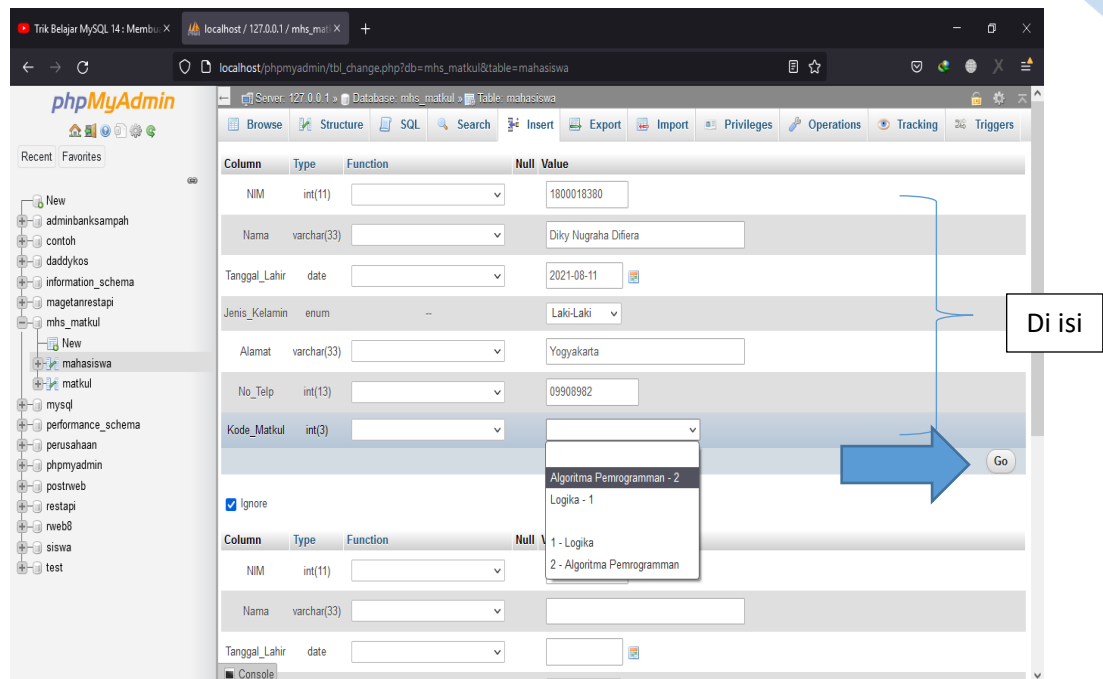 Trik Belajar MySQL 14 : Membua
localhost / 127.0.0.1 / mhs_mat
localhost/phpmyadmin/tbl_change.php?db=mhs_matkul&table=mahasiswa
phpMyAdmin
Recent Favorites
New
adminbanksampah
contoh
daddykos
information_schema
magetanrestapi
mhs_matkul
New
mahasiswa
matkul
mysql
performance_schema
perusahaan
phpmyadmin
postrweb
restapi
rweb8
siswa
test
Server: 127.0.0.1 » Database: mhs_matkul » Table: mahasiswa
Browse Structure SQL Search Insert Export Import Privileges Operations Tracking Triggers
Column Type Function Null Value
NIM int(11) 1800018380
Nama varchar(33) Diky Nugraha Difiera
Tanggal_Lahir date 2021-08-11
Jenis_Kelamin enum -- Laki-Laki
Alamat varchar(33) Yogyakarta
No_Telp int(13) 09908982
Kode_Matkul int(3)
Algoritma Pemrogramman - 2
Logika - 1
1 - Logika
2 - Algoritma Pemrogramman
Di isi
Go
Ignore
Column Type Function Null
NIM int(11)
Nama varchar(33)
Tanggal_Lahir date
Console